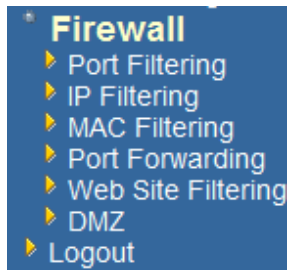 Firewall
Port Filtering
IP Filtering
MAC Filtering
Port Forwarding
Web Site Filtering
DMZ
Logout